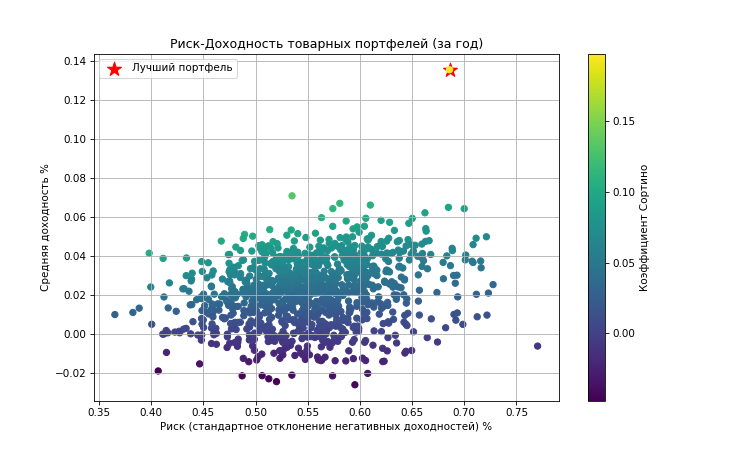 Риск-Доходность товарных портфелей (за год)
Лучший портфель
Средняя доходность %
0.14
0.12
0.10
0.08
0.06
0.04
0.02
0.00
−0.02
0.35 0.40 0.45 0.50 0.55 0.60 0.65 0.70 0.75
Риск (стандартное отклонение негативных доходностей) %
0.15
0.10
0.05
0.00
Коэффициент Сортино